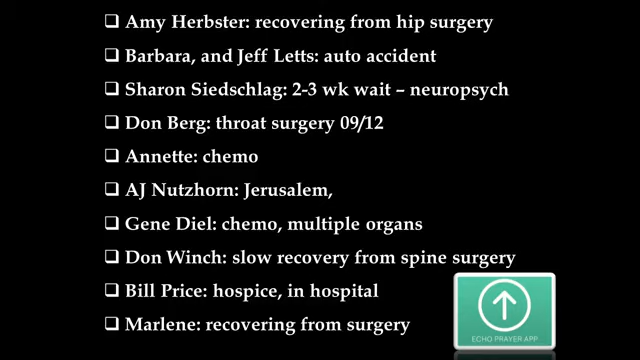 Amy Herbster: recovering from hip surgery
Barbara, and Jeff Letts: auto accident
Sharon Siedschlag: 2-3 wk wait – neuropsych
Don Berg: throat surgery 09/12
Annette: chemo
AJ Nutzhorn: Jerusalem,
Gene Diel: chemo, multiple organs
Don Winch: slow recovery from spine surgery
Bill Price: hospice, in hospital
Marlene: recovering from surgery
ECHO PRAYER APP